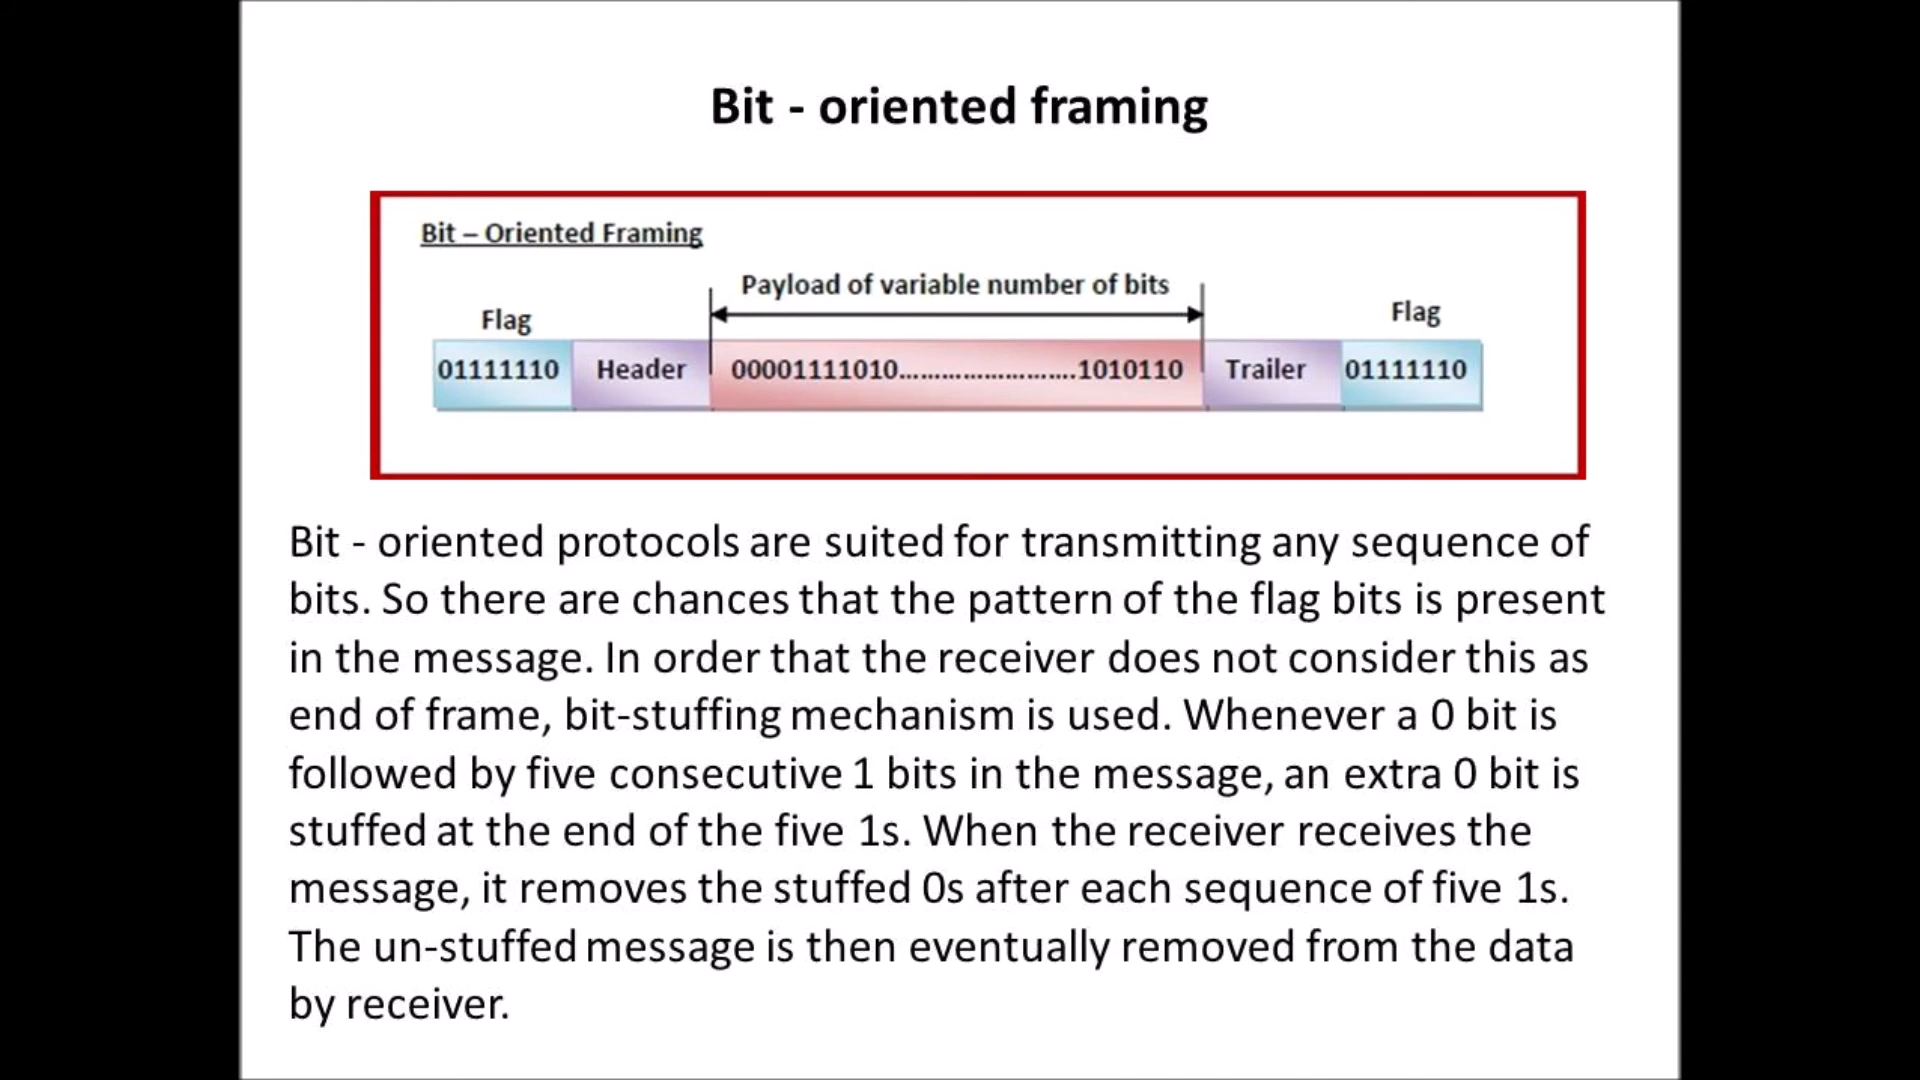 Bit - oriented framing
Bit – Oriented Framing
Payload of variable number of bits
Flag
Flag
01111110 Header 00001111010.........................1010110 Trailer 01111110
Bit - oriented protocols are suited for transmitting any sequence of
bits. So there are chances that the pattern of the flag bits is present
in the message. In order that the receiver does not consider this as
end of frame, bit-stuffing mechanism is used. Whenever a 0 bit is
followed by five consecutive 1 bits in the message, an extra 0 bit is
stuffed at the end of the five 1s. When the receiver receives the
message, it removes the stuffed 0s after each sequence of five 1s.
The un-stuffed message is then eventually removed from the data
by receiver.